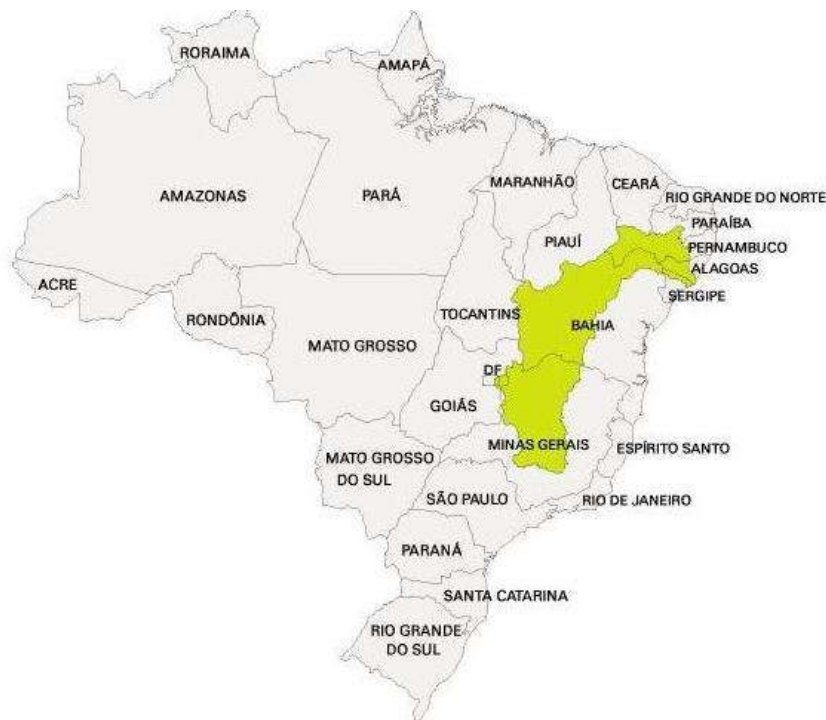 RORAIMA
AMAPÁ
AMAZONAS
PARÁ
MARANHÃO
CEARÁ
RIO GRANDE DO NORTE
PARAÍBA
PIAUÍ
PERNAMBUCO
ALAGOAS
SERGIPE
ACRE
RONDÔNIA
TOCANTINS
BAHIA
MATO GROSSO
DF
GOIÁS
MINAS GERAIS
ESPÍRITO SANTO
MATO GROSSO
DO SUL
SÃO PAULO
RIO DE JANEIRO
PARANÁ
SANTA CATARINA
RIO GRANDE
DO SUL